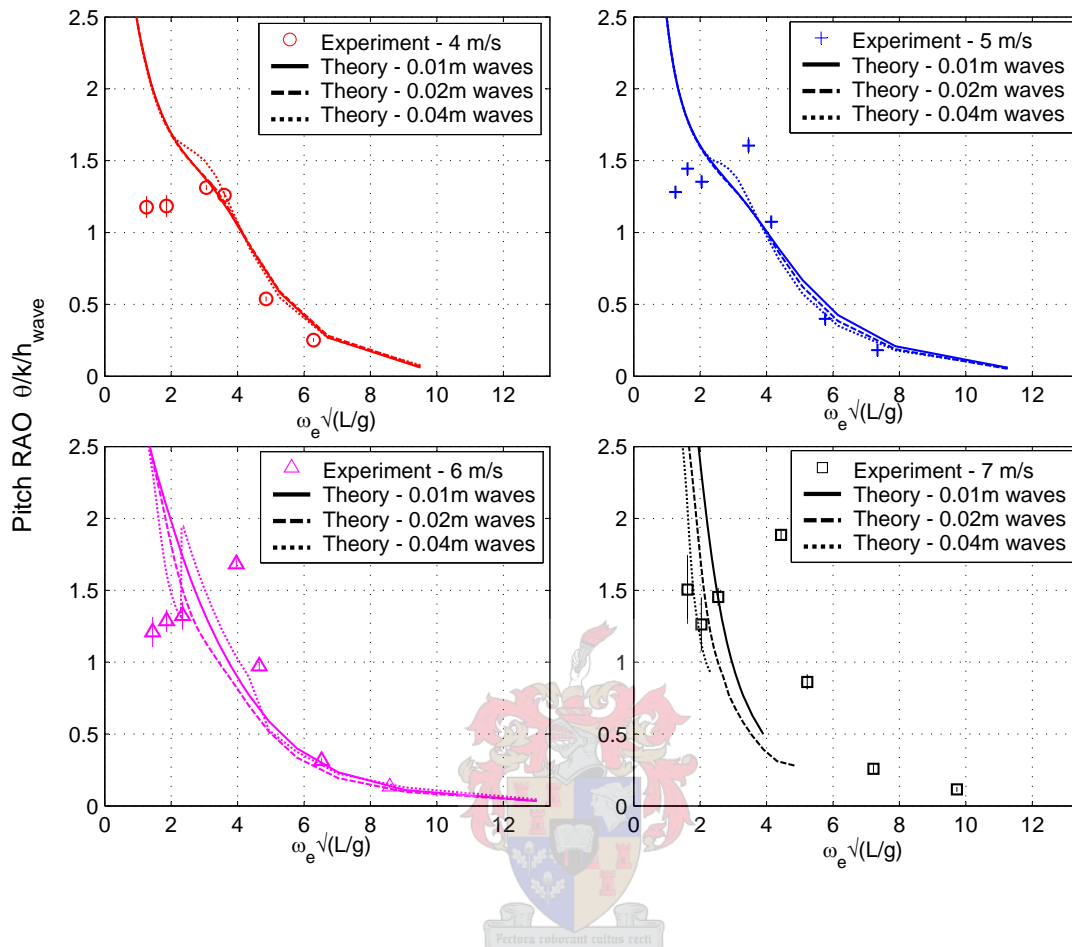 2.5
2
1.5
1
0.5
0
0 2 4 6 8 10 12
Experiment - 4 m/s
Theory - 0.01m waves
Theory - 0.02m waves
Theory - 0.04m waves
ωe√(L/g)
2.5
2
1.5
1
0.5
0
0 2 4 6 8 10 12
Experiment - 5 m/s
Theory - 0.01m waves
Theory - 0.02m waves
Theory - 0.04m waves
ωe√(L/g)
Pitch RAO θ/k/hwave
2.5
2
1.5
1
0.5
0
0 2 4 6 8 10 12
Experiment - 6 m/s
Theory - 0.01m waves
Theory - 0.02m waves
Theory - 0.04m waves
ωe√(L/g)
2.5
2
1.5
1
0.5
0
0 2 4 6 8 10 12
Experiment - 7 m/s
Theory - 0.01m waves
Theory - 0.02m waves
Theory - 0.04m waves
ωe√(L/g)
Pectora roborant cultus recti